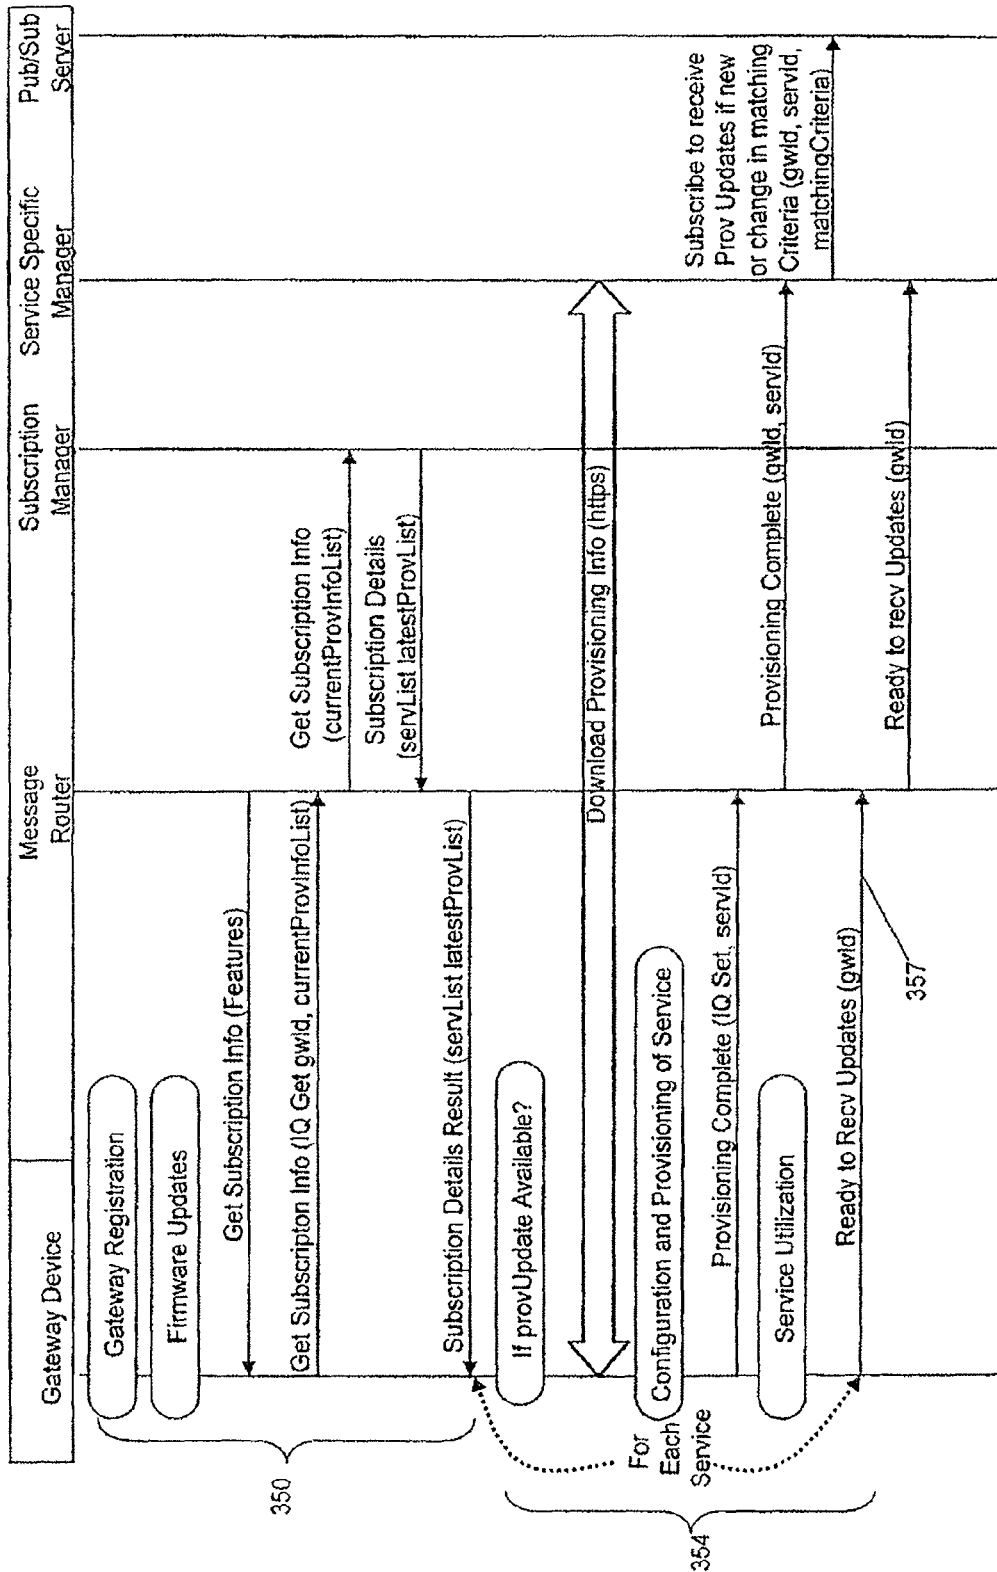 Gateway Device
Message
Router
Subscription
Manager
Service Specific
Manager
Pub/Sub
Server
Gateway Registration
Firmware Updates
Get Subscription Info (Features)
Get Subscripton Info (IQ Get gwId, currentProvInfoList)
Get Subscription Info
(currentProvInfoList)
Subscription Details
(servList latestProvList)
Subscription Details Result (servList latestProvList)
350
If provUpdate Available?
Download Provisioning Info (https)
For
Each
Service
Configuration and Provisioning of Service
Provisioning Complete (IQ Set, servId)
Provisioning Complete (gwId, servId)
Subscribe to receive
Prov Updates if new
or change in matching
Criteria (gwId, servId,
matchingCriteria)
Service Utilization
Ready to Recv Updates (gwId)
Ready to recv Updates (gwId)
354
357